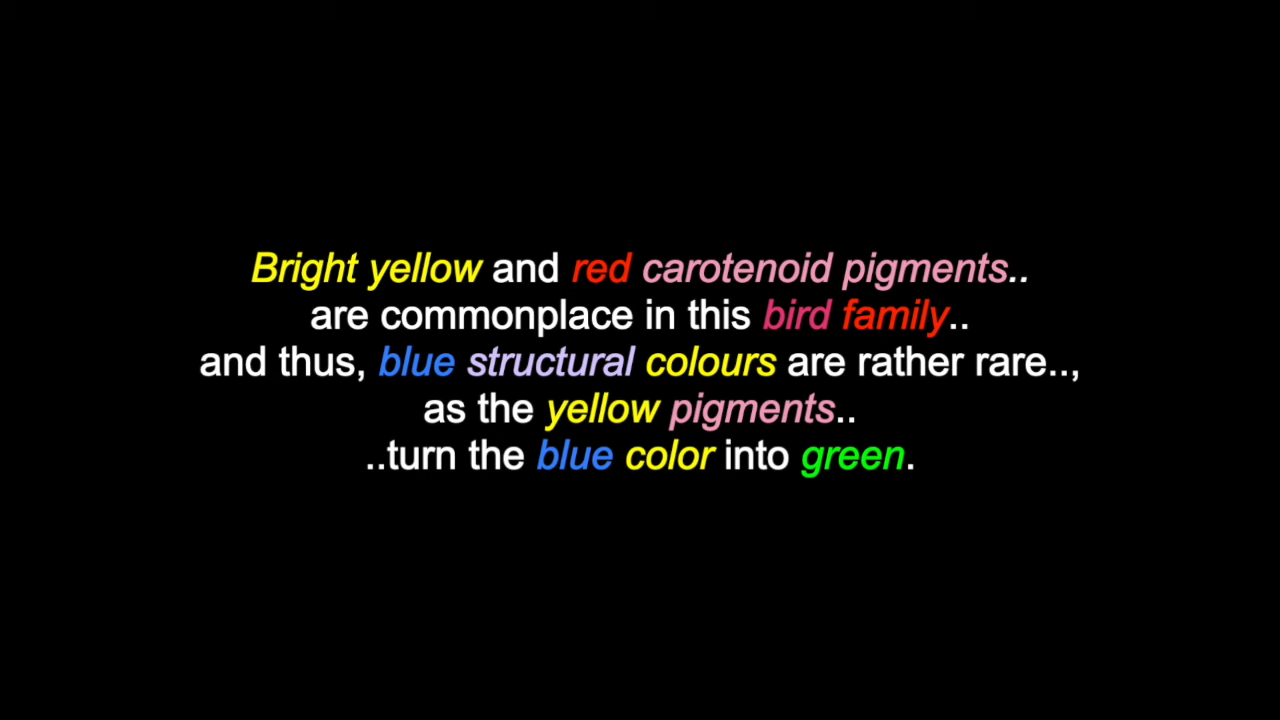 Bright yellow and red carotenoid pigments..
are commonplace in this bird family..
and thus, blue structural colours are rather rare..,
as the yellow pigments..
..turn the blue color into green.